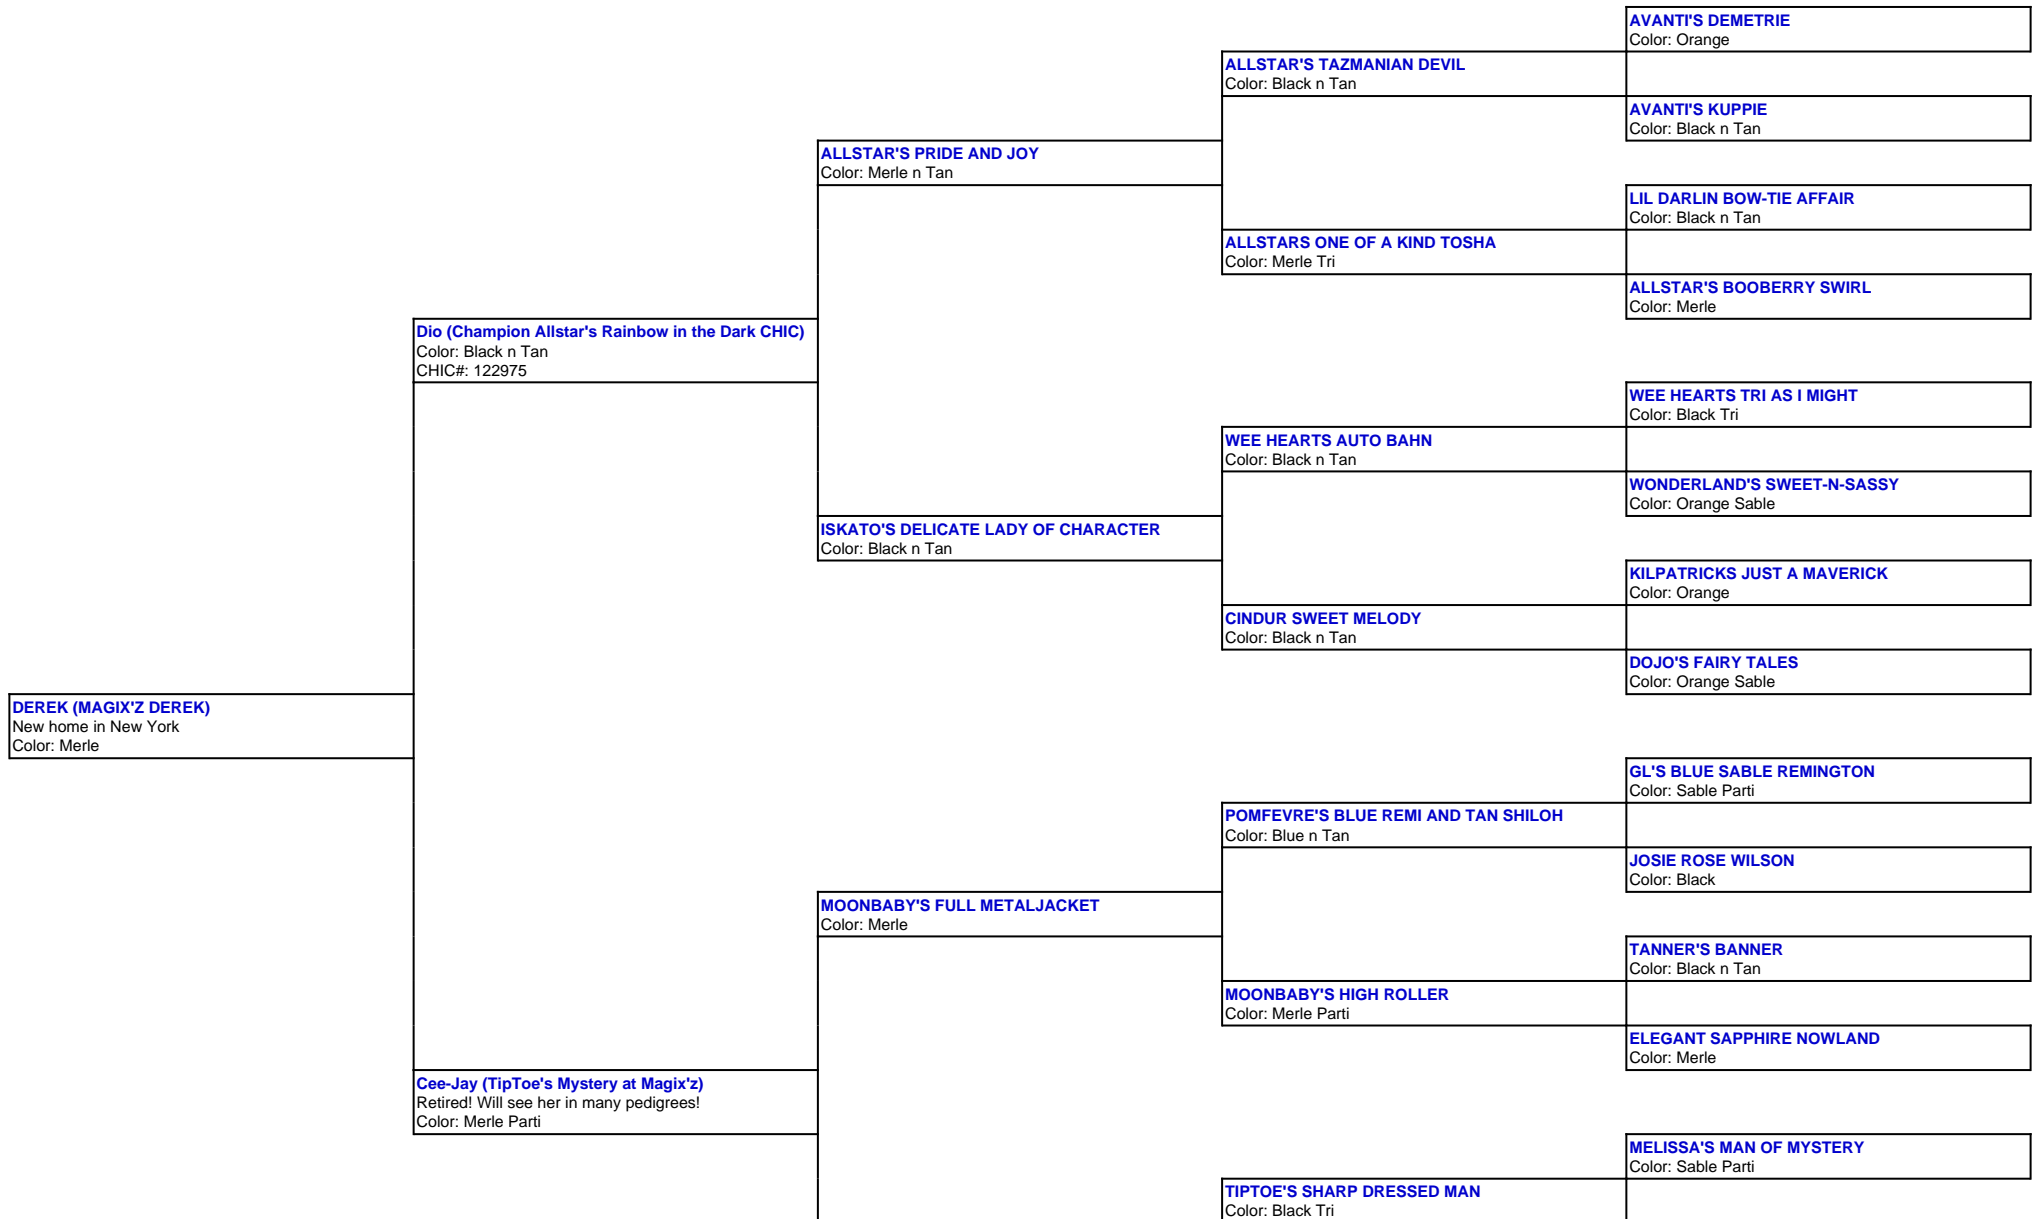 AVANTI'S DEMETRIE
Color: Orange
ALLSTAR'S TAZMANIAN DEVIL
Color: Black n Tan
AVANTI'S KUPPIE
Color: Black n Tan
ALLSTAR'S PRIDE AND JOY
Color: Merle n Tan
LIL DARLIN BOW-TIE AFFAIR
Color: Black n Tan
ALLSTARS ONE OF A KIND TOSHA
Color: Merle Tri
ALLSTAR'S BOOBERRY SWIRL
Color: Merle
Dio (Champion Allstar's Rainbow in the Dark CHIC)
Color: Black n Tan
CHIC#: 122975
WEE HEARTS TRI AS I MIGHT
Color: Black Tri
WEE HEARTS AUTO BAHN
Color: Black n Tan
WONDERLAND'S SWEET-N-SASSY
Color: Orange Sable
ISKATO'S DELICATE LADY OF CHARACTER
Color: Black n Tan
KILPATRICKS JUST A MAVERICK
Color: Orange
CINDUR SWEET MELODY
Color: Black n Tan
DOJO'S FAIRY TALES
Color: Orange Sable
DEREK (MAGIX'Z DEREK)
New home in New York
Color: Merle
GL'S BLUE SABLE REMINGTON
Color: Sable Parti
POMFEVRE'S BLUE REMI AND TAN SHILOH
Color: Blue n Tan
JOSIE ROSE WILSON
Color: Black
MOONBABY'S FULL METALJACKET
Color: Merle
TANNER'S BANNER
Color: Black n Tan
MOONBABY'S HIGH ROLLER
Color: Merle Parti
ELEGANT SAPPHIRE NOWLAND
Color: Merle
Cee-Jay (TipToe's Mystery at Magix'z)
Retired! Will see her in many pedigrees!
Color: Merle Parti
MELISSA'S MAN OF MYSTERY
Color: Sable Parti
TIPTOE'S SHARP DRESSED MAN
Color: Black Tri